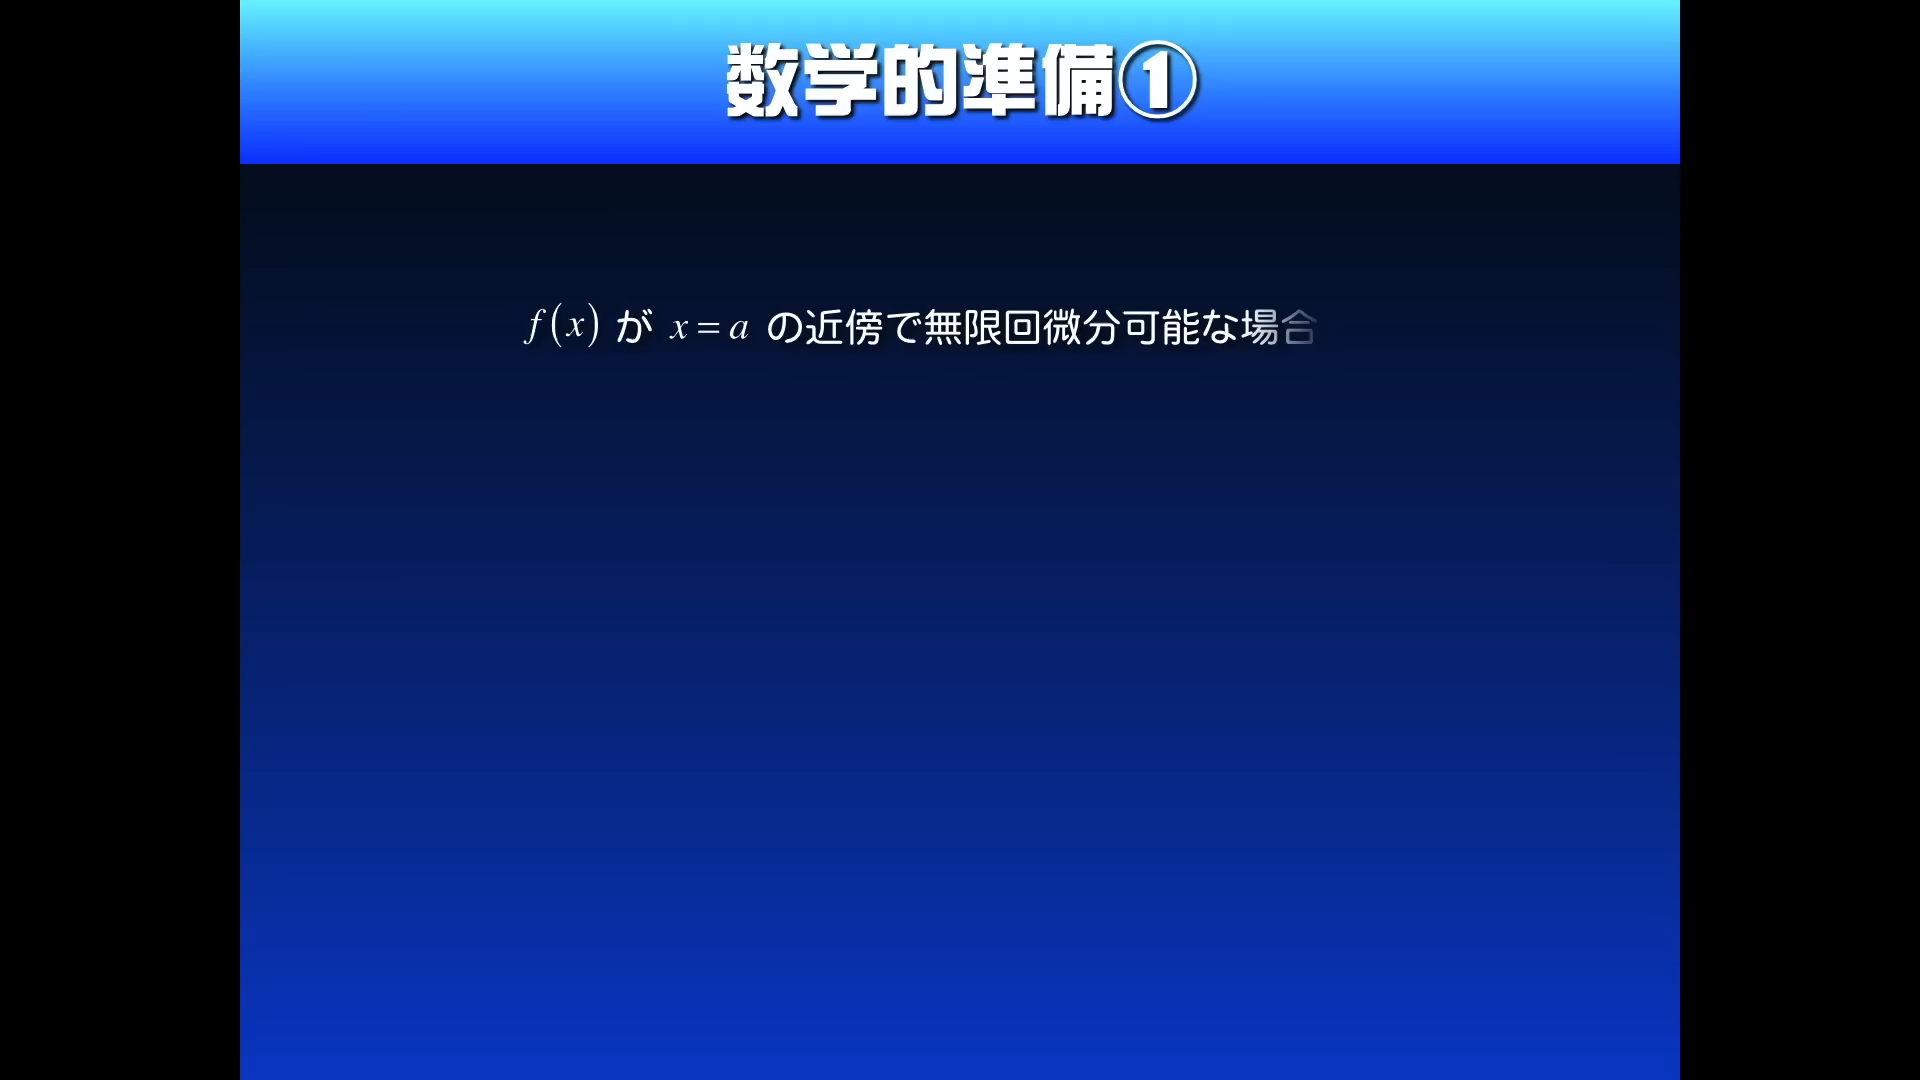 数学的準備①
f(x) が x = a の近傍で無限回微分可能な場合